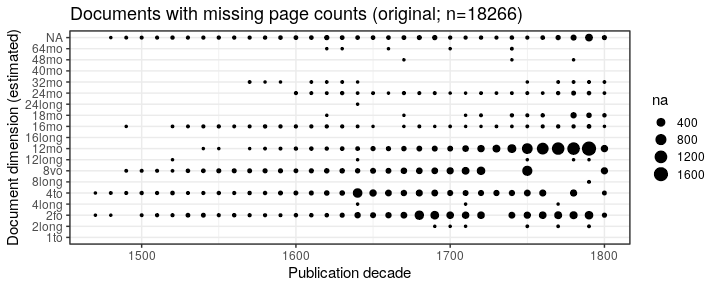 Documents with missing page counts (original; n=18266)
Document dimension (estimated)
NA
64mo
48mo
40mo
32mo
24mo
24long
18mo
16mo
16long
12mo
12long
8vo
8long
4to
4long
2fo
2long
1to
1500 1600 1700 1800
Publication decade
na
400
800
1200
1600